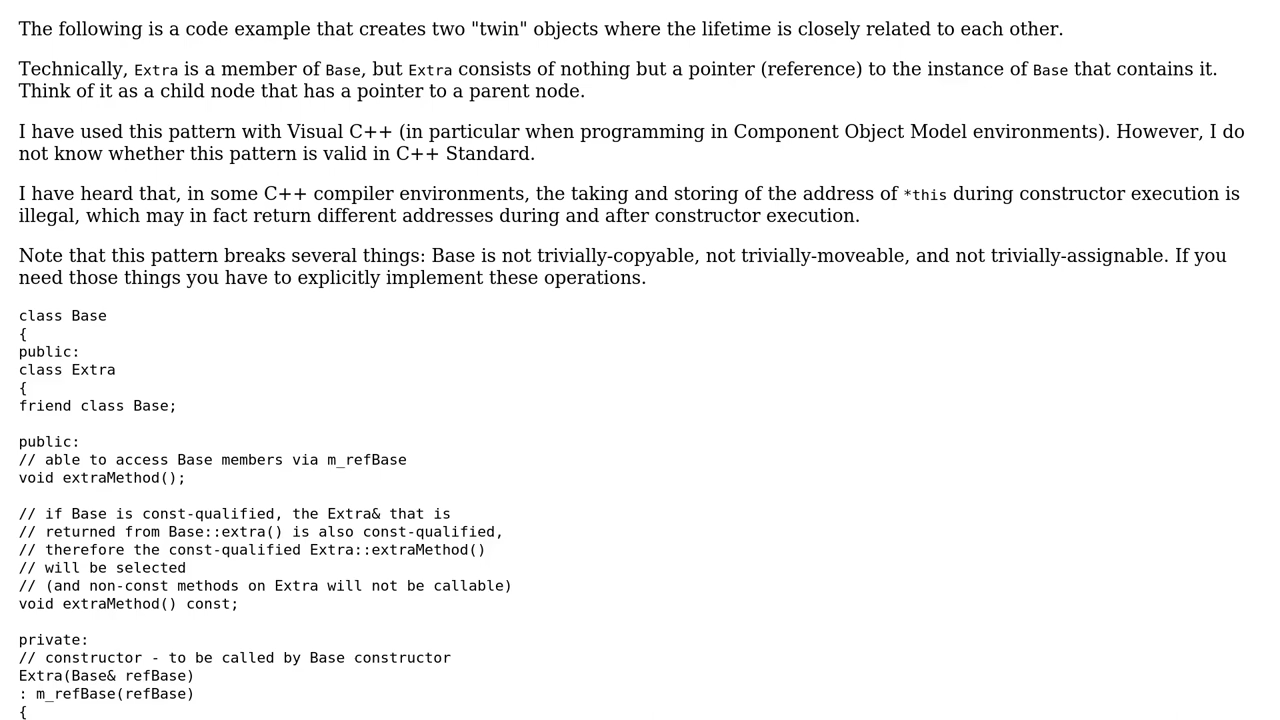 The following is a code example that creates two "twin" objects where the lifetime is closely related to each other.
Technically, Extra is a member of Base, but Extra consists of nothing but a pointer (reference) to the instance of Base that contains it.
Think of it as a child node that has a pointer to a parent node.
I have used this pattern with Visual C++ (in particular when programming in Component Object Model environments). However, I do
not know whether this pattern is valid in C++ Standard.
I have heard that, in some C++ compiler environments, the taking and storing of the address of *this during constructor execution is
illegal, which may in fact return different addresses during and after constructor execution.
Note that this pattern breaks several things: Base is not trivially-copyable, not trivially-moveable, and not trivially-assignable. If you
need those things you have to explicitly implement these operations.
class Base
{
public:
class Extra
{
friend class Base;
public:
// able to access Base members via m_refBase
void extraMethod();
// if Base is const-qualified, the Extra& that is
// returned from Base::extra() is also const-qualified,
// therefore the const-qualified Extra::extraMethod()
// will be selected
// (and non-const methods on Extra will not be callable)
void extraMethod() const;
private:
// constructor - to be called by Base constructor
Extra(Base& refBase)
: m_refBase(refBase)
{